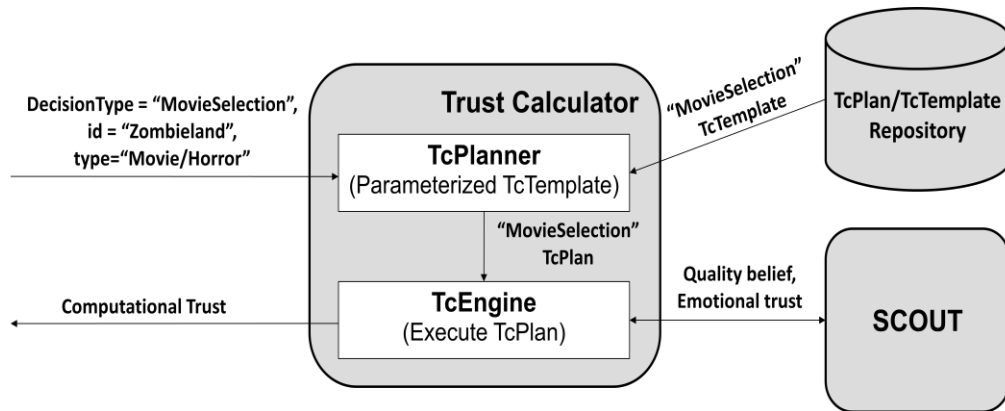 DecisionType = “MovieSelection”,
id = “Zombieland”,
type=“Movie/Horror”
Trust Calculator
TcPlanner
(Parameterized TcTemplate)
“MovieSelection”
TcTemplate
TcPlan/TcTemplate
Repository
“MovieSelection”
TcPlan
Computational Trust
TcEngine
(Execute TcPlan)
Quality belief,
Emotional trust
SCOUT